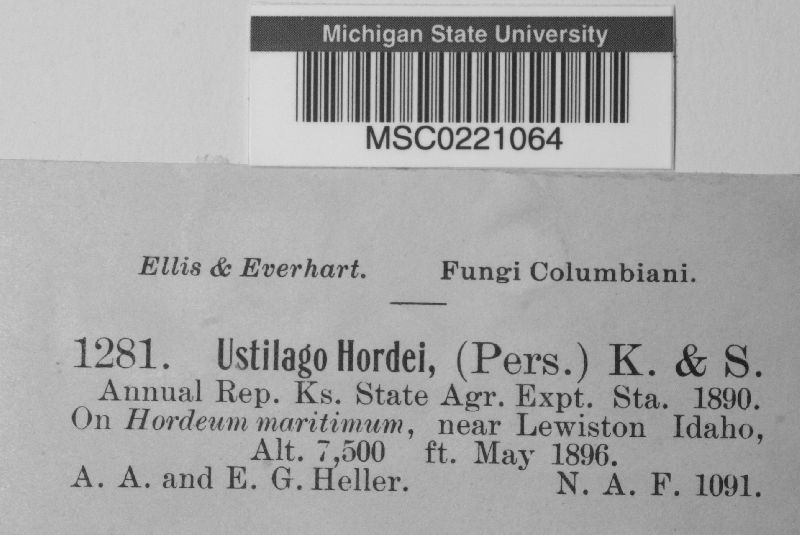 Michigan State University
MSC0221064
Ellis & Everhart. Fungi Columbiani.
1281. Ustilago Hordei, (Pers.) K. & S.
Annual Rep. Ks. State Agr. Expt. Sta. 1890.
On Hordeum maritimum, near Lewiston Idaho,
Alt. 7,500 ft. May 1896.
A. A. and E. G. Heller. N. A. F. 1091.